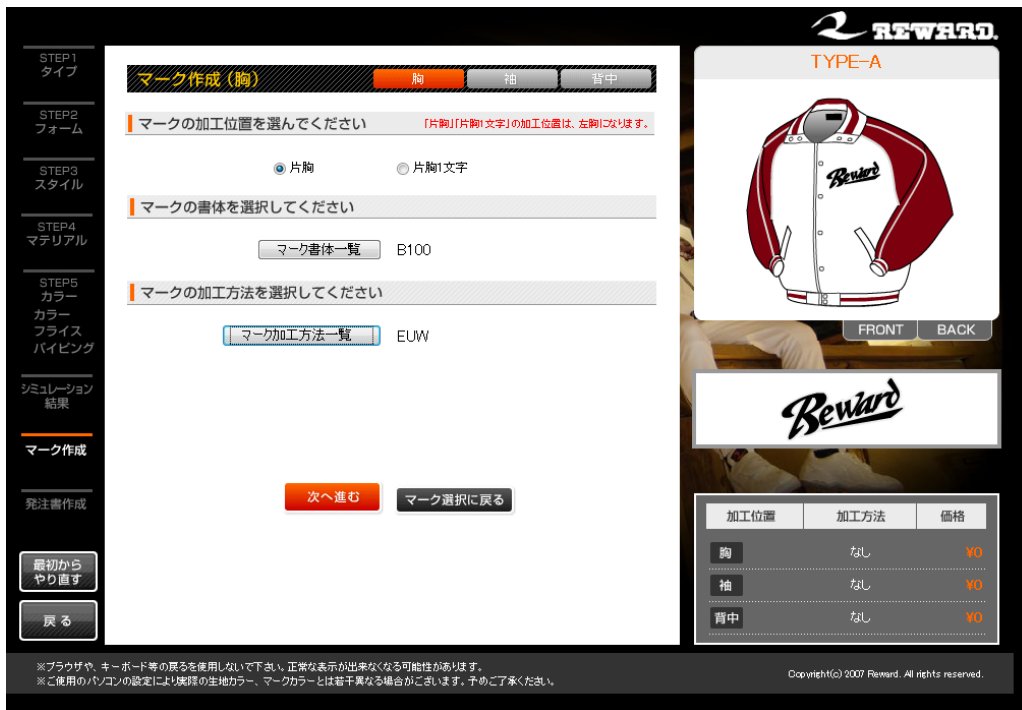 REWARD.
STEP1
タイプ
STEP2
フォーム
STEP3
スタイル
STEP4
マテリアル
STEP5
カラー
カラー
フライス
パイピング
シミュレーション
結果
マーク作成
発注書作成
最初から
やり直す
戻る
マーク作成（胸）
胸
袖
背中
マークの加工位置を選んでください
「片胸」「片胸1文字」の加工位置は、左胸になります。
片胸
片胸1文字
マークの書体を選択してください
マーク書体一覧
B100
マークの加工方法を選択してください
マーク加工方法一覧
EUW
次へ進む
マーク選択に戻る
TYPE-A
Reward
FRONT
BACK
Reward
加工位置 加工方法 価格
胸 なし ¥0
袖 なし ¥0
背中 なし ¥0
※ブラウザや、キーボード等の戻るを使用しないで下さい。正常な表示が出来なくなる可能性があります。
※ご使用のパソコンの設定により実際の生地カラー、マークカラーとは若干異なる場合がございます。予めご了承ください。
Copyright(c) 2007 Reward. All rights reserved.